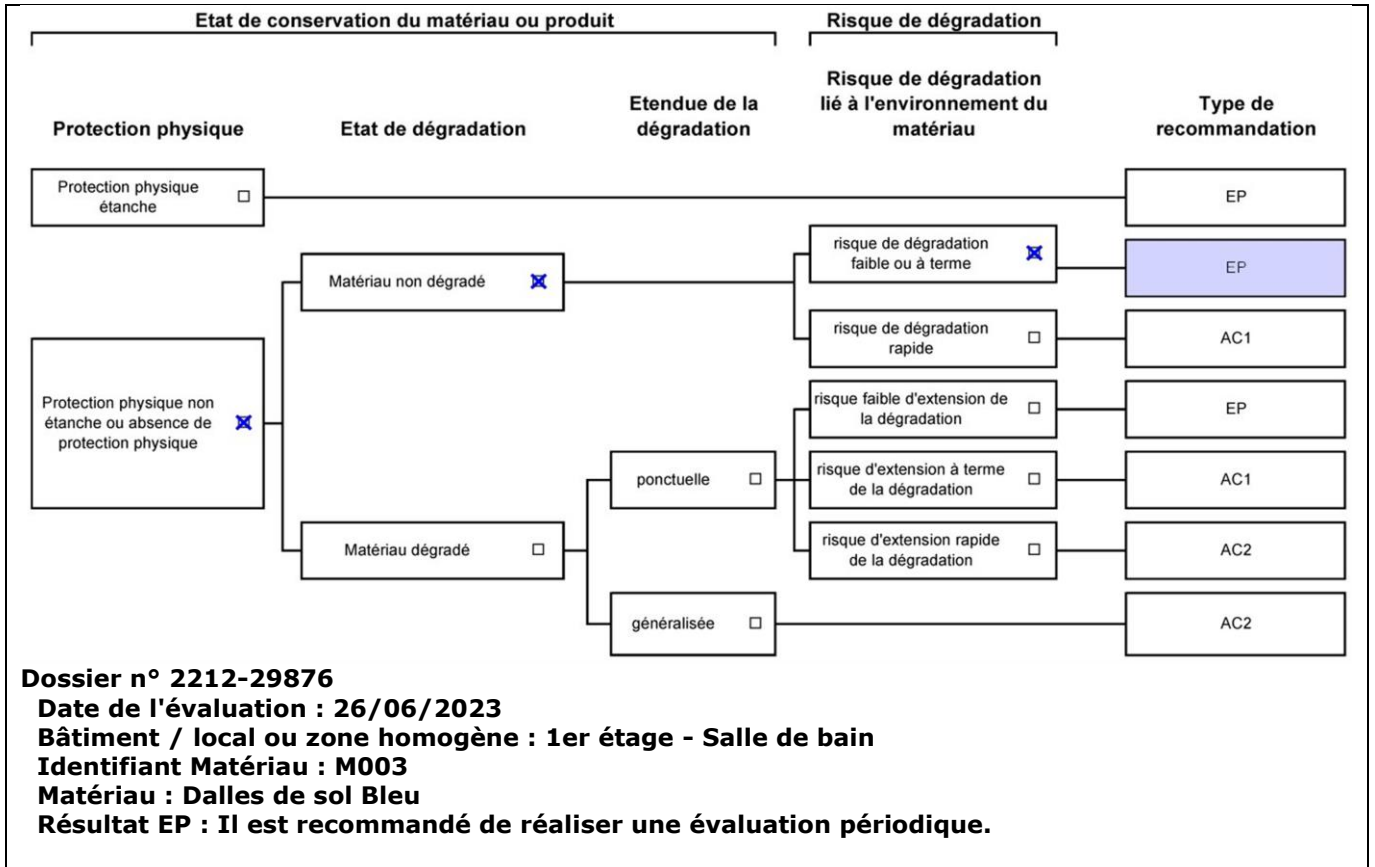 Etat de conservation du matériau ou produit
Risque de dégradation
Protection physique
Etat de dégradation
Etendue de la
dégradation
Risque de dégradation
lié à l'environnement du
matériau
Type de
recommandation
Protection physique
étanche
EP
risque de dégradation
faible ou à terme
EP
Matériau non dégradé
risque de dégradation
rapide
AC1
Protection physique non
étanche ou absence de
protection physique
risque faible d'extension de
la dégradation
EP
ponctuelle
risque d'extension à terme
de la dégradation
AC1
Matériau dégradé
risque d'extension rapide
de la dégradation
AC2
généralisée
AC2
Dossier n° 2212-29876
Date de l'évaluation : 26/06/2023
Bâtiment / local ou zone homogène : 1er étage - Salle de bain
Identifiant Matériau : M003
Matériau : Dalles de sol Bleu
Résultat EP : Il est recommandé de réaliser une évaluation périodique.